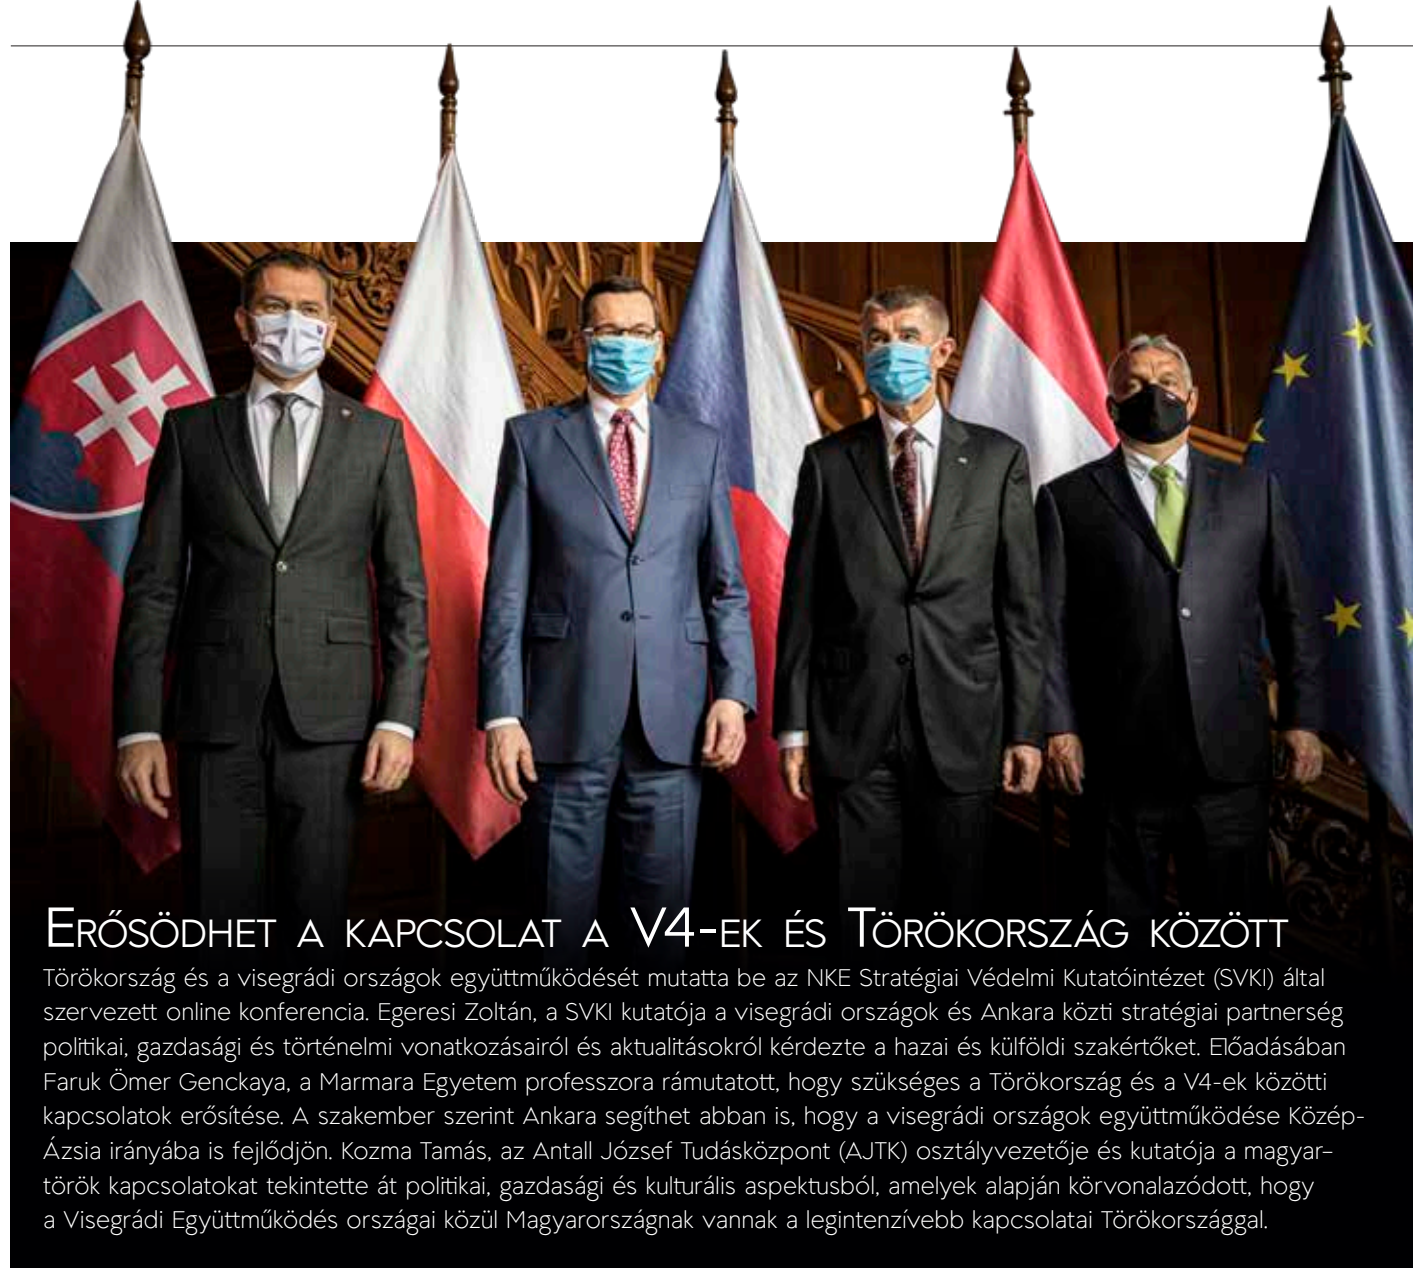 Erősödhet a kapcsolat a V4-ek és Törökország között
Törökország és a visegrádi országok együttműködését mutatta be az NKE Stratégiai Védelmi Kutatóintézet (SVKI) által
szervezett online konferencia. Egeresi Zoltán, a SVKI kutatója a visegrádi országok és Ankara közti stratégiai partnerség
politikai, gazdasági és történelmi vonatkozásairól és aktualitásokról kérdezte a hazai és külföldi szakértőket. Előadásában
Faruk Ömer Genckaya, a Marmara Egyetem professzora rámutatott, hogy szükséges a Törökország és a V4-ek közötti
kapcsolatok erősítése. A szakember szerint Ankara segíthet abban is, hogy a visegrádi országok együttműködése Közép-
Ázsia irányába is fejlődjön. Kozma Tamás, az Antall József Tudásközpont (AJTK) osztályvezetője és kutatója a magyar–
török kapcsolatokat tekintette át politikai, gazdasági és kulturális aspektusból, amelyek alapján körvonalazódott, hogy
a Visegrádi Együttműködés országai közül Magyarországnak vannak a legintenzívebb kapcsolatai Törökországgal.